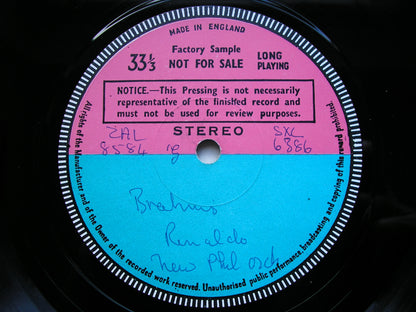 MADE IN ENGLAND
33⅓
Factory Sample
NOT FOR SALE
LONG
PLAYING
NOTICE.—This Pressing is not necessarily
representative of the finished record and
must not be used for review purposes.
ZAL
8584
STEREO
SXL
6386
Brahms
Rinaldo
New Phil orch
All rights of the Manufacturer and of the Owner of the recorded work reserved. Unauthorised public performance, broadcasting and copying of this record prohibited.